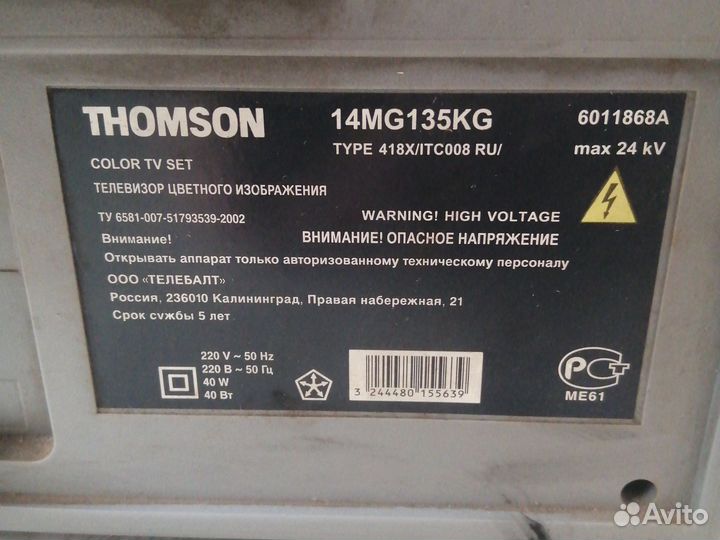 THOMSON 14MG135KG 6011868A
TYPE 418X/ITC008 RU/ max 24 kV
COLOR TV SET
ТЕЛЕВИЗОР ЦВЕТНОГО ИЗОБРАЖЕНИЯ
ТУ 6581-007-51793539-2002 WARNING! HIGH VOLTAGE
Внимание! ВНИМАНИЕ! ОПАСНОЕ НАПРЯЖЕНИЕ
Открывать аппарат только авторизованному техническому персоналу
ООО «ТЕЛЕБАЛТ»
Россия, 236010 Калининград, Правая набережная, 21
Срок сvжбы 5 лет
220 V ~ 50 Hz
220 В ~ 50 Гц
40 W
40 Вт
3 244480 155639
РСТ
ME61
Avito